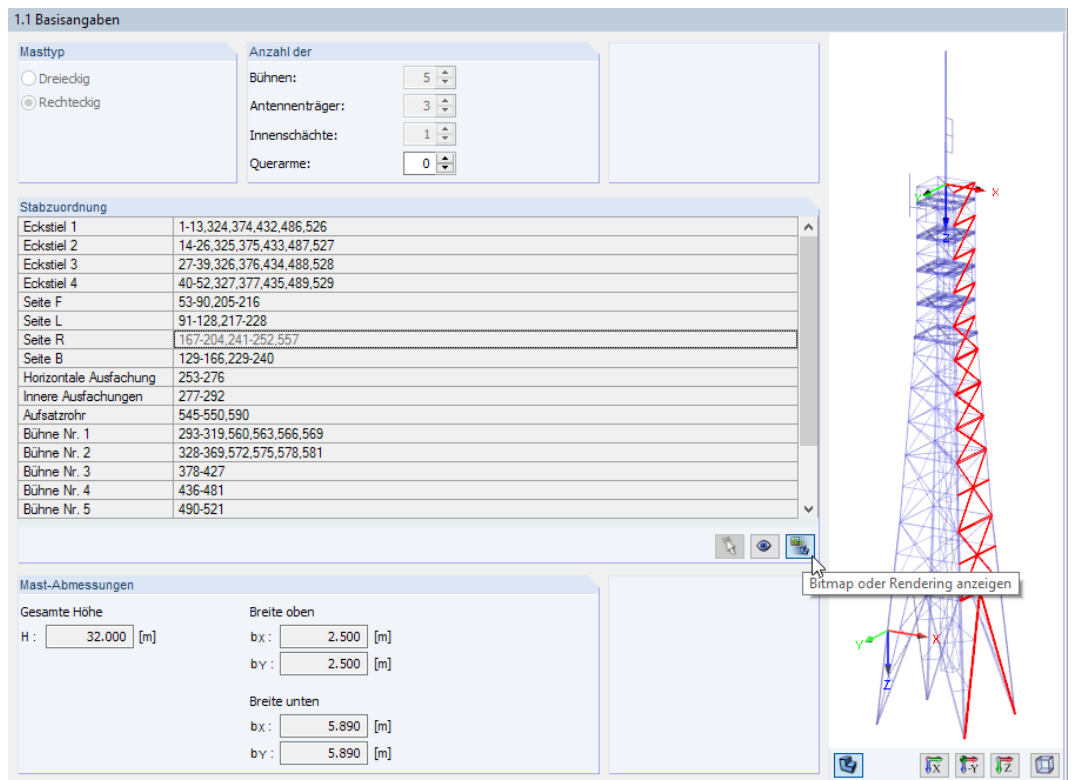 1.1 Basisangaben
Masttyp
Dreieckig
Rechteckig
Anzahl der
Bühnen: 5
Antennenträger: 3
Innenschächte: 1
Querarme: 0
Stabzuordnung
Eckstiel 1 1-13,324,374,432,486,526
Eckstiel 2 14-26,325,375,433,487,527
Eckstiel 3 27-39,326,376,434,488,528
Eckstiel 4 40-52,327,377,435,489,529
Seite F 53-90,205-216
Seite L 91-128,217-228
Seite R 167-204,241-252,557
Seite B 129-166,229-240
Horizontale Ausfachung 253-276
Innere Ausfachungen 277-292
Aufsatzrohr 545-550,590
Bühne Nr. 1 293-319,560,563,566,569
Bühne Nr. 2 328-369,572,575,578,581
Bühne Nr. 3 378-427
Bühne Nr. 4 436-481
Bühne Nr. 5 490-521
Bitmap oder Rendering anzeigen
Mast-Abmessungen
Gesamte Höhe
H : 32.000 [m]
Breite oben
bX : 2.500 [m]
bY : 2.500 [m]
Breite unten
bX : 5.890 [m]
bY : 5.890 [m]
X
Y
Z
X
Y
Z
X
-Y
Z